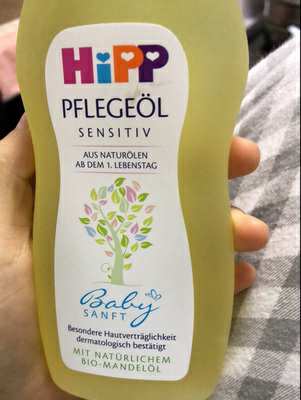 HiPP
PFLEGEÖL
SENSITIV
AUS NATURÖLEN
AB DEM 1. LEBENSTAG
Baby
SANFT
Besondere Hautverträglichkeit
dermatologisch bestätigt
MIT NATÜRLICHEM
BIO-MANDELÖL